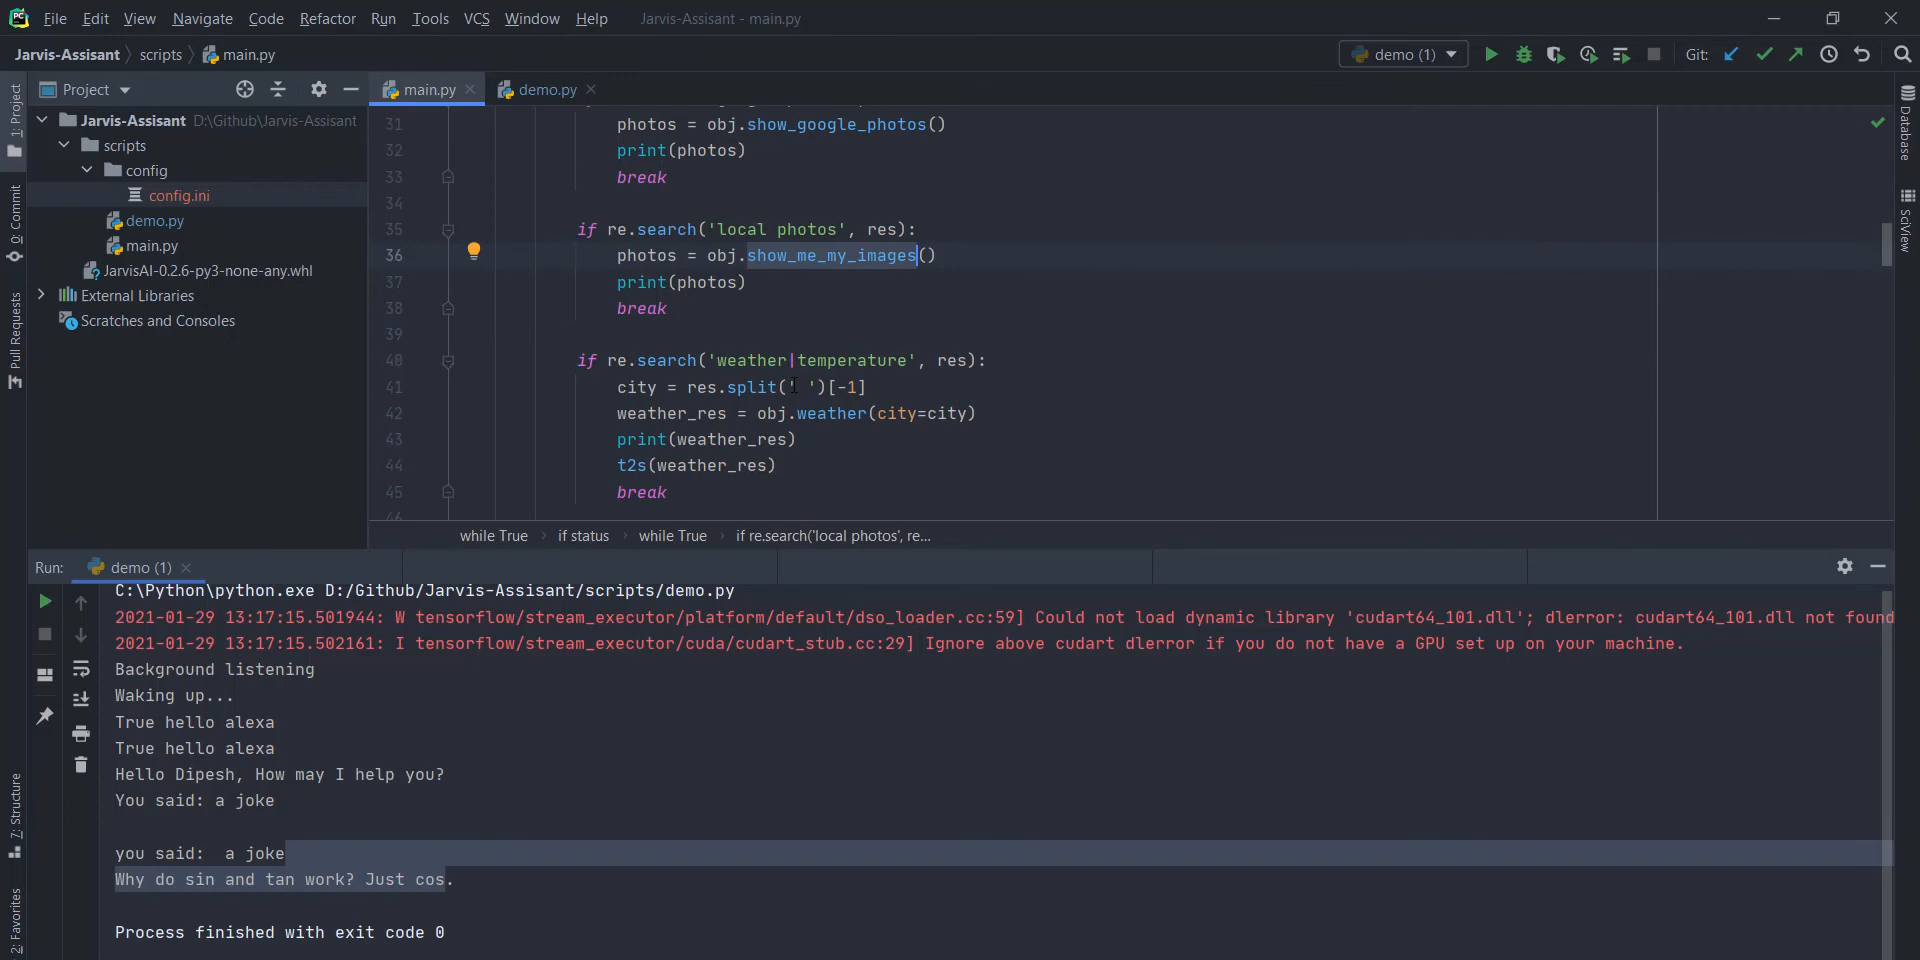 PC File Edit View Navigate Code Refactor Run Tools VCS Window Help Jarvis-Assisant - main.py
Jarvis-Assisant scripts main.py demo (1) Git:
Project main.py demo.py
1: Project
0: Commit
Pull Requests
7: Structure
2: Favorites
Jarvis-Assisant D:\Github\Jarvis-Assisant
scripts
config
config.ini
demo.py
main.py
JarvisAI-0.2.6-py3-none-any.whl
External Libraries
Scratches and Consoles
31 photos = obj.show_google_photos()
32 print(photos)
33 break
34
35 if re.search('local photos', res):
36 photos = obj.show_me_my_images()
37 print(photos)
38 break
39
40 if re.search('weather|temperature', res):
41 city = res.split(' ')[-1]
42 weather_res = obj.weather(city=city)
43 print(weather_res)
44 t2s(weather_res)
45 break
46
while True if status while True if re.search('local photos', re...
Database
SciView
Run: demo (1)
C:\Python\python.exe D:/Github/Jarvis-Assisant/scripts/demo.py
2021-01-29 13:17:15.501944: W tensorflow/stream_executor/platform/default/dso_loader.cc:59] Could not load dynamic library 'cudart64_101.dll'; dlerror: cudart64_101.dll not found
2021-01-29 13:17:15.502161: I tensorflow/stream_executor/cuda/cudart_stub.cc:29] Ignore above cudart dlerror if you do not have a GPU set up on your machine.
Background listening
Waking up...
True hello alexa
True hello alexa
Hello Dipesh, How may I help you?
You said: a joke
you said:  a joke
Why do sin and tan work? Just cos.
Process finished with exit code 0